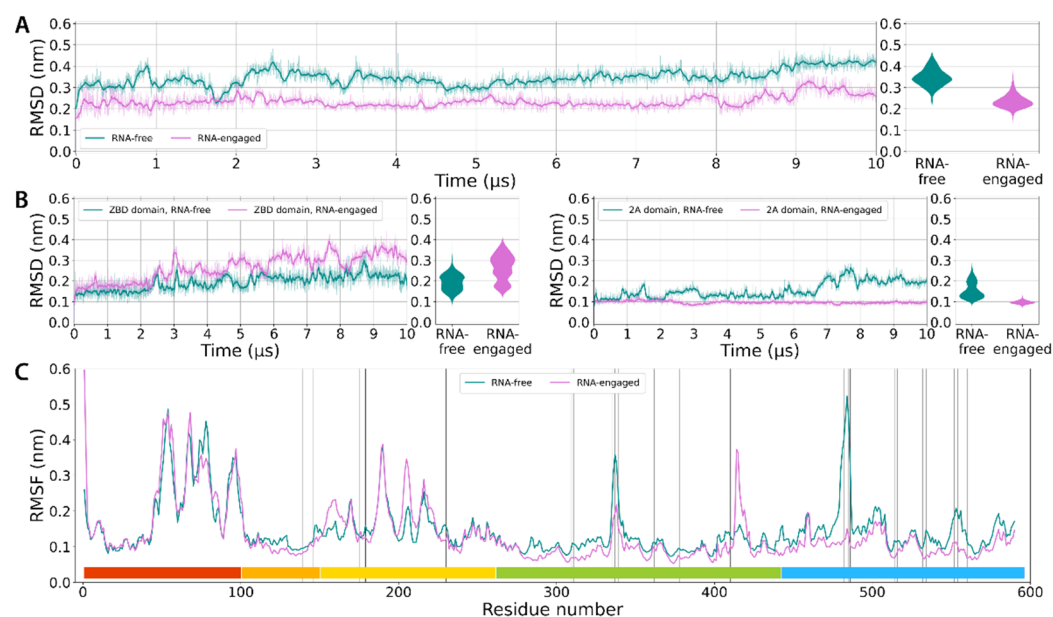 A
RMSD (nm)
0.6
0.5
0.4
0.3
0.2
0.1
0.0
RNA-free
RNA-engaged
0 1 2 3 4 5 6 7 8 9 10
Time (μs)
0.6
0.5
0.4
0.3
0.2
0.1
0.0
RNA-free
RNA-engaged
B
RMSD (nm)
0.6
0.5
0.4
0.3
0.2
0.1
0.0
ZBD domain, RNA-free
ZBD domain, RNA-engaged
0 1 2 3 4 5 6 7 8 9 10
Time (μs)
0.6
0.5
0.4
0.3
0.2
0.1
0.0
RNA-free
RNA-engaged
RMSD (nm)
0.6
0.5
0.4
0.3
0.2
0.1
0.0
2A domain, RNA-free
2A domain, RNA-engaged
0 1 2 3 4 5 6 7 8 9 10
Time (μs)
0.6
0.5
0.4
0.3
0.2
0.1
0.0
RNA-free
RNA-engaged
C
RMSF (nm)
0.6
0.5
0.4
0.3
0.2
0.1
0.0
RNA-free
RNA-engaged
0 100 200 300 400 500 600
Residue number